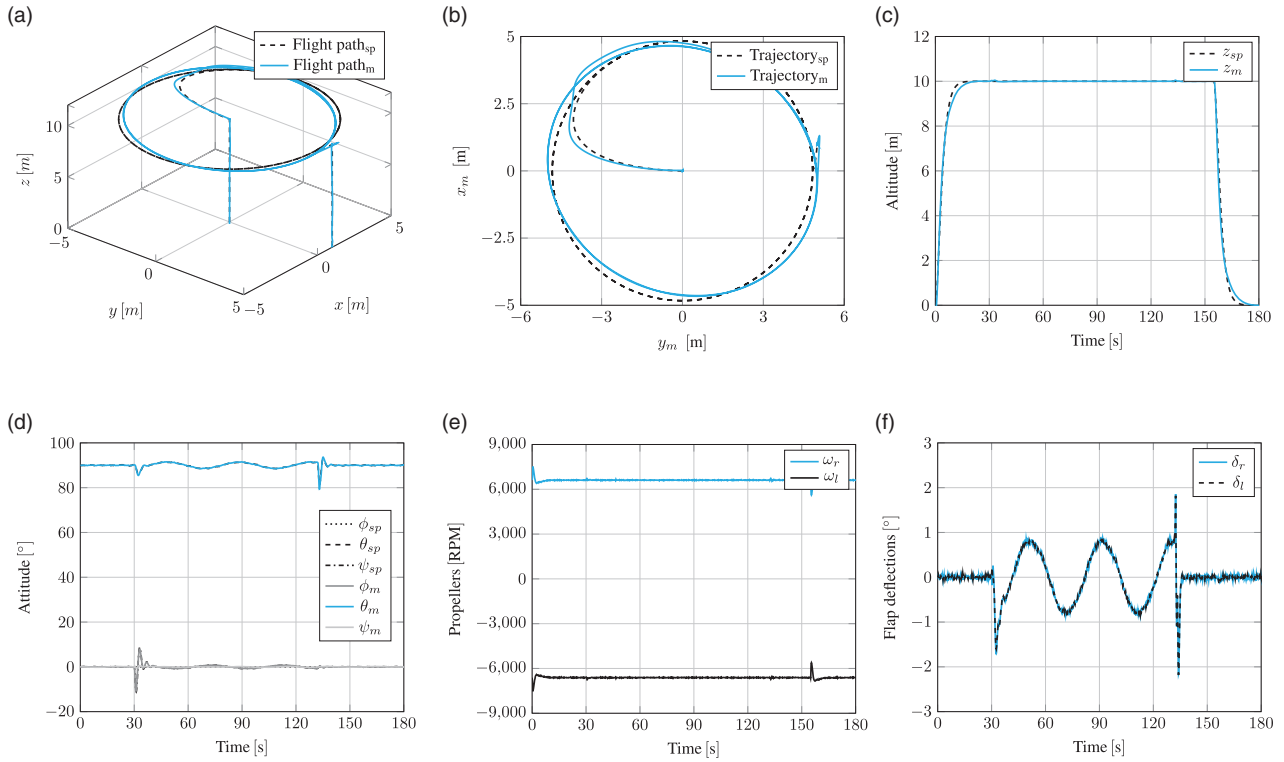 (a)
Flight path_sp
Flight path_m
10
5
0
z [m]
−5
0
5
y [m]
−5
0
5
x [m]
(b)
5
2.5
0
−2.5
−5
x_m [m]
Trajectory_sp
Trajectory_m
−6
−3
0
3
6
y_m [m]
(c)
12
10
8
6
4
2
0
Altitude [m]
z_sp
z_m
0
30
60
90
120
150
180
Time [s]
(d)
100
80
60
40
20
0
−20
Attitude [°]
ϕ_sp
θ_sp
ψ_sp
ϕ_m
θ_m
ψ_m
0
30
60
90
120
150
180
Time [s]
(e)
9,000
6,000
3,000
0
−3,000
−6,000
−9,000
Propellers [RPM]
ω_r
ω_l
0
30
60
90
120
150
180
Time [s]
(f)
3
2
1
0
−1
−2
−3
Flap deflections [°]
δ_r
δ_l
0
30
60
90
120
150
180
Time [s]